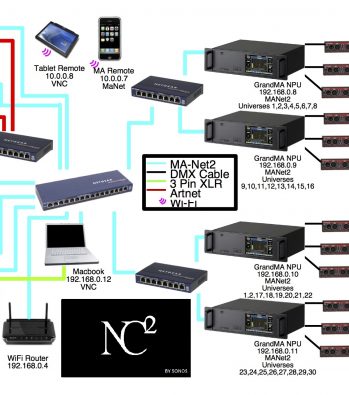 Tablet Remote
10.0.0.8
VNC
MA Remote
10.0.0.7
MaNet
NETGEAR
GrandMA NPU
192.168.0.8
MANet2
Universes 1,2,3,4,5,6,7,8
GrandMA NPU
192.168.0.9
MANet2
Universes
9,10,11,12,13,14,15,16
MA-Net2
DMX Cable
3 Pin XLR
Artnet
Wi-Fi
NETGEAR
NETGEAR
Macbook
192.168.0.12
VNC
NETGEAR
GrandMA NPU
192.168.0.10
MANet2
Universes
1,2,17,18,19,20,21,22
WiFi Router
192.168.0.4
NC2
BY SONOS
GrandMA NPU
192.168.0.11
MANet2
Universes
23,24,25,26,27,28,29,30